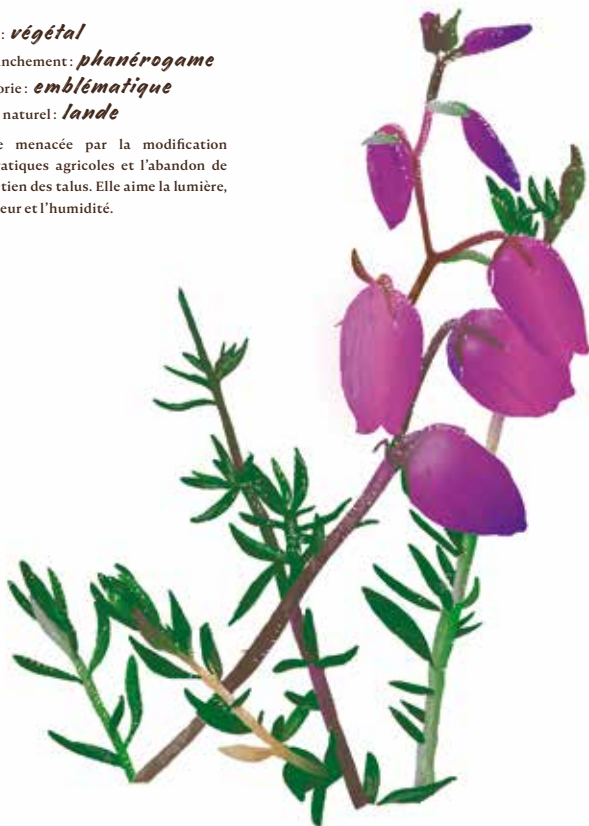 : végétal
nchement : phanérogame
orie : emblématique
naturel : lande
e menacée par la modification
atiques agricoles et l’abandon de
tien des talus. Elle aime la lumière,
eur et l’humidité.